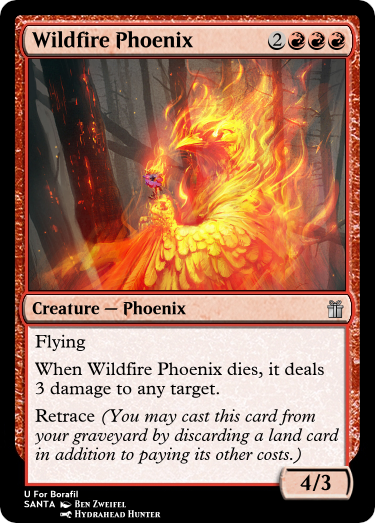 Wildfire Phoenix 2
Creature — Phoenix
Flying
When Wildfire Phoenix dies, it deals
3 damage to any target.
Retrace (You may cast this card from
your graveyard by discarding a land card
in addition to paying its other costs.)
4/3
U For Borafil
SANTA Ben Zweifel
Hydrahead Hunter